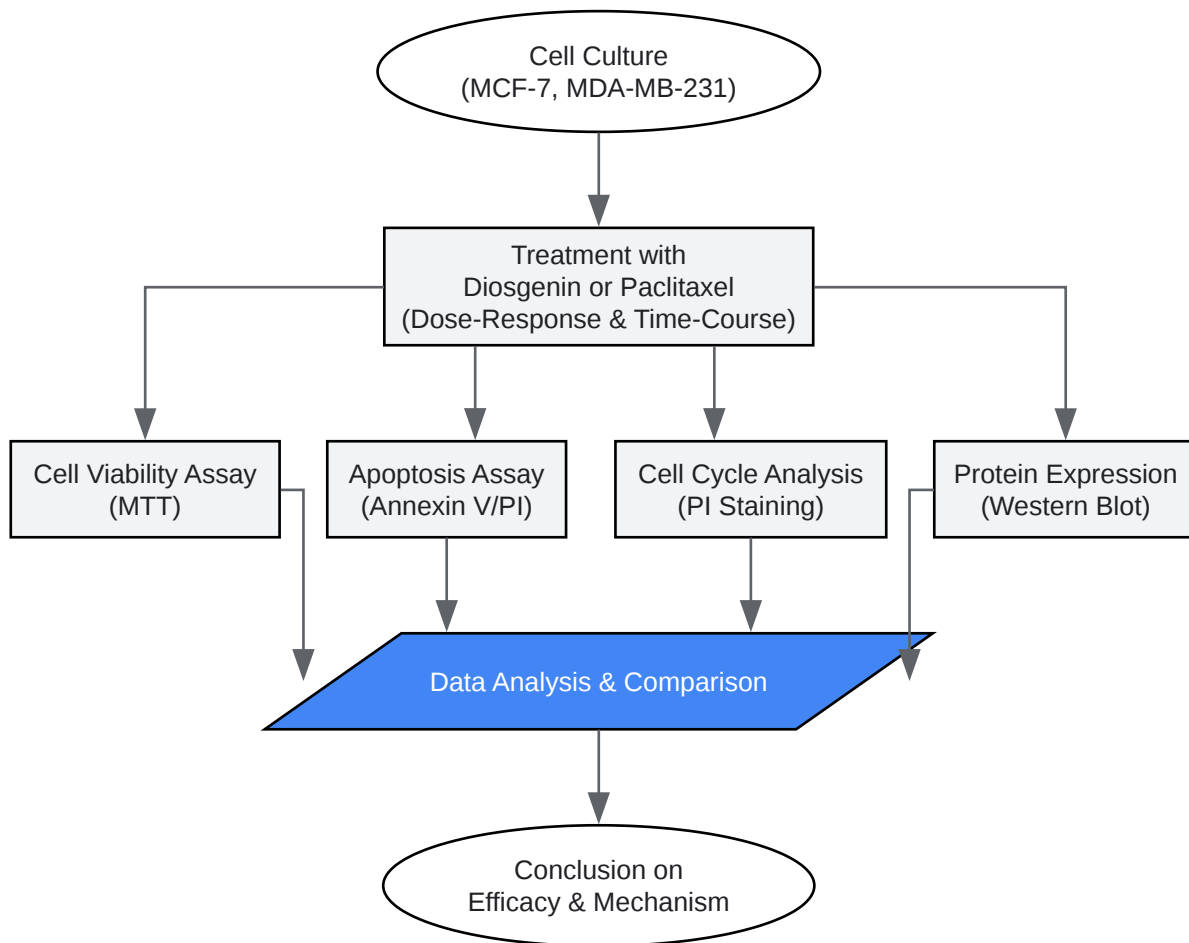 Cell Culture
(MCF-7, MDA-MB-231)
Treatment with
Diosgenin or Paclitaxel
(Dose-Response & Time-Course)
Cell Viability Assay
(MTT)
Apoptosis Assay
(Annexin V/PI)
Cell Cycle Analysis
(PI Staining)
Protein Expression
(Western Blot)
Data Analysis & Comparison
Conclusion on
Efficacy & Mechanism